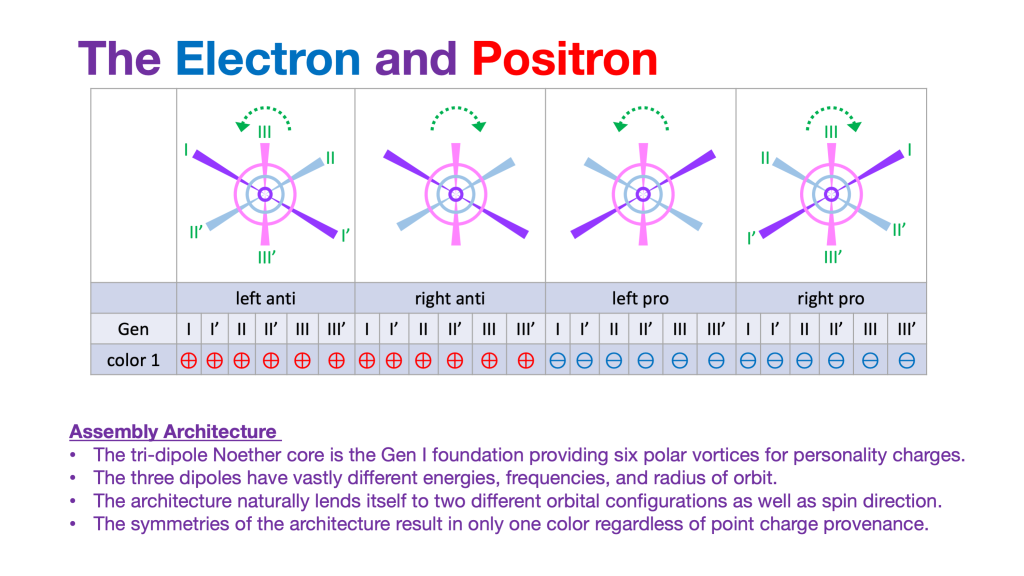 The Electron and Positron
III
I
II
II’
I’
III’
III
I
II
I’
II’
III’
left anti right anti left pro right pro
Gen I I’ II II’ III III’ I I’ II II’ III III’ I I’ II II’ III III’ I I’ II II’ III III’
color 1 ⊕ ⊕ ⊕ ⊕ ⊕ ⊕ ⊕ ⊕ ⊕ ⊕ ⊕ ⊕ ⊖ ⊖ ⊖ ⊖ ⊖ ⊖ ⊖ ⊖ ⊖ ⊖ ⊖ ⊖
Assembly Architecture
• The tri-dipole Noether core is the Gen I foundation providing six polar vortices for personality charges.
• The three dipoles have vastly different energies, frequencies, and radius of orbit.
• The architecture naturally lends itself to two different orbital configurations as well as spin direction.
• The symmetries of the architecture result in only one color regardless of point charge provenance.